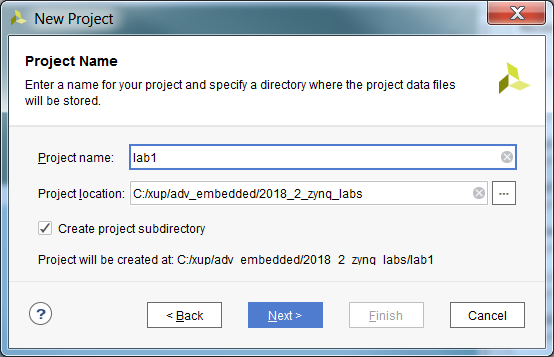 New Project
Project Name
Enter a name for your project and specify a directory where the project data files
will be stored.
Project name: lab1
Project location: C:/xup/adv_embedded/2018_2_zynq_labs ...
Create project subdirectory
Project will be created at: C:/xup/adv_embedded/2018_2_zynq_labs/lab1
? < Back Next > Finish Cancel